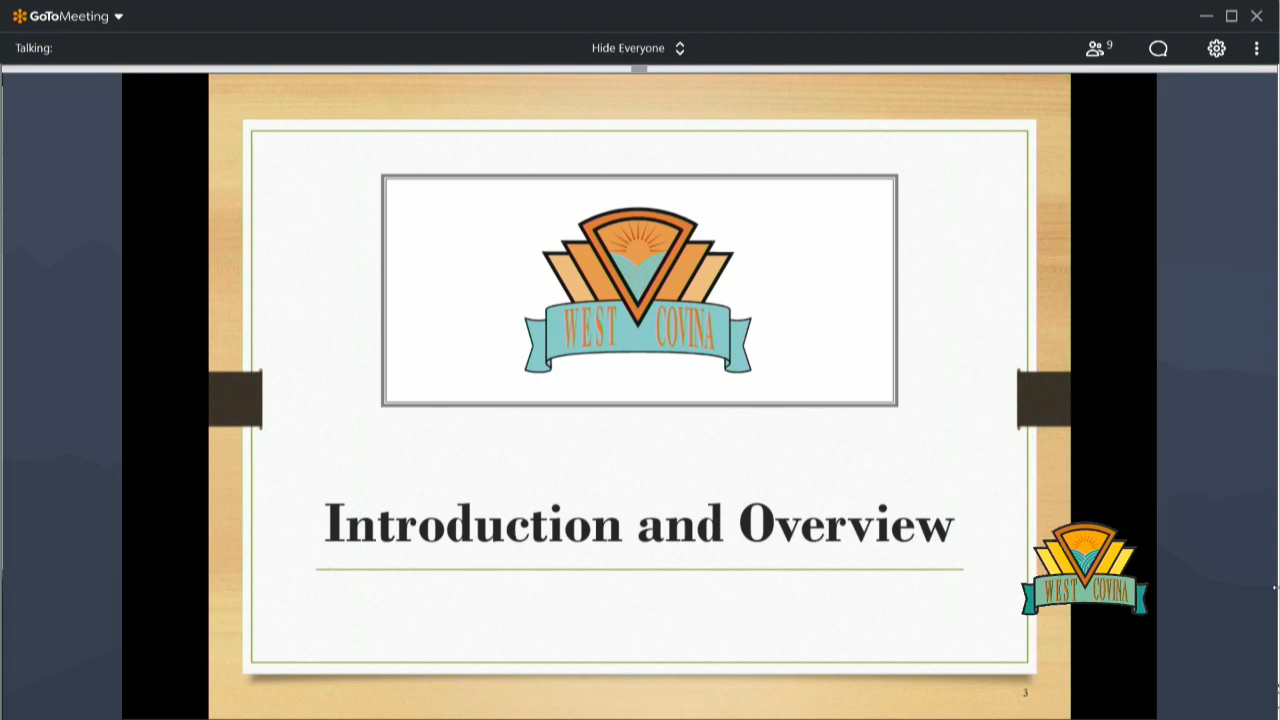 GoToMeeting
Talking:
Hide Everyone
9
WEST COVINA
Introduction and Overview
WEST COVINA
3